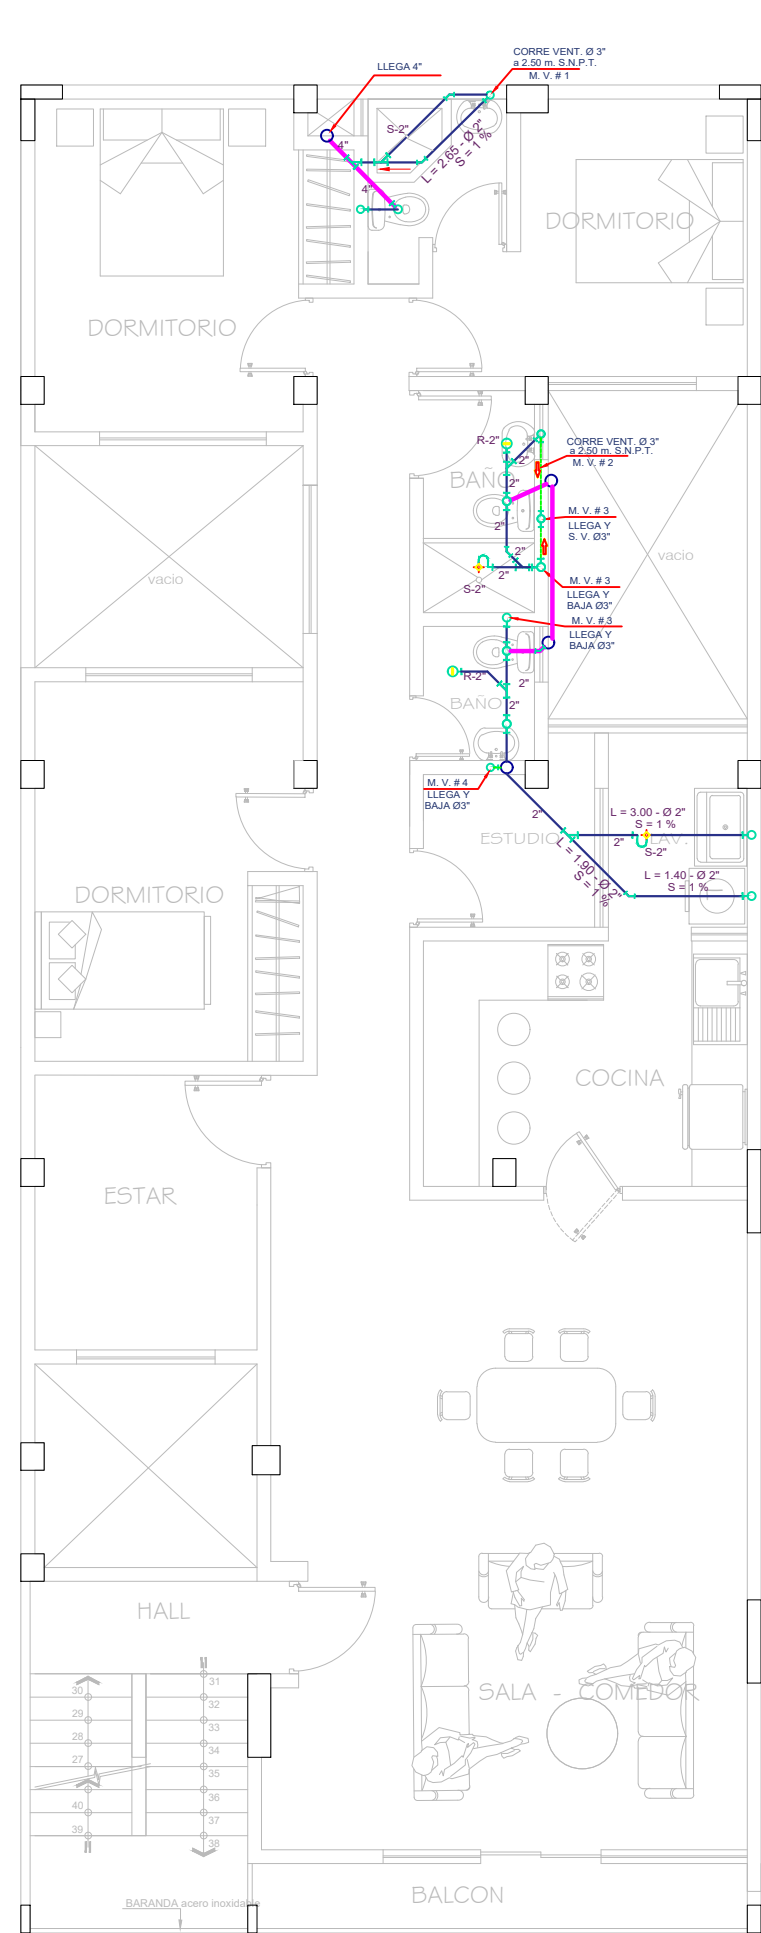 CORRE VENT. Ø 3"
a 2.50 m. S.N.P.T.
M. V. # 1
LLEGA 4"
S-2"
4"
L = 2.65 - Ø 2"
S = 1 %
4"
DORMITORIO
DORMITORIO
R-2"
CORRE VENT. Ø 3"
a 2.50 m. S.N.P.T.
M. V. # 2
2"
BAÑO
2"
M. V. # 3
LLEGA Y
S. V. Ø3"
2"
2"
vacio
vacio
2"
S-2"
M. V. # 3
LLEGA Y
BAJA Ø3"
M. V. # 3
LLEGA Y
BAJA Ø3"
R-2"
2"
BAÑO
2"
M. V. # 4
LLEGA Y
BAJA Ø3"
2"
L = 3.00 - Ø 2"
S = 1 %
ESTUDIO
2"
LAV.
S-2"
L = 1.90 - Ø 2"
S = 1 %
L = 1.40 - Ø 2"
S = 1 %
DORMITORIO
COCINA
ESTAR
HALL
SALA - COMEDOR
30
31
29
32
28
33
27
34
35
40
36
39
37
38
BALCON
BARANDA acero inoxidable